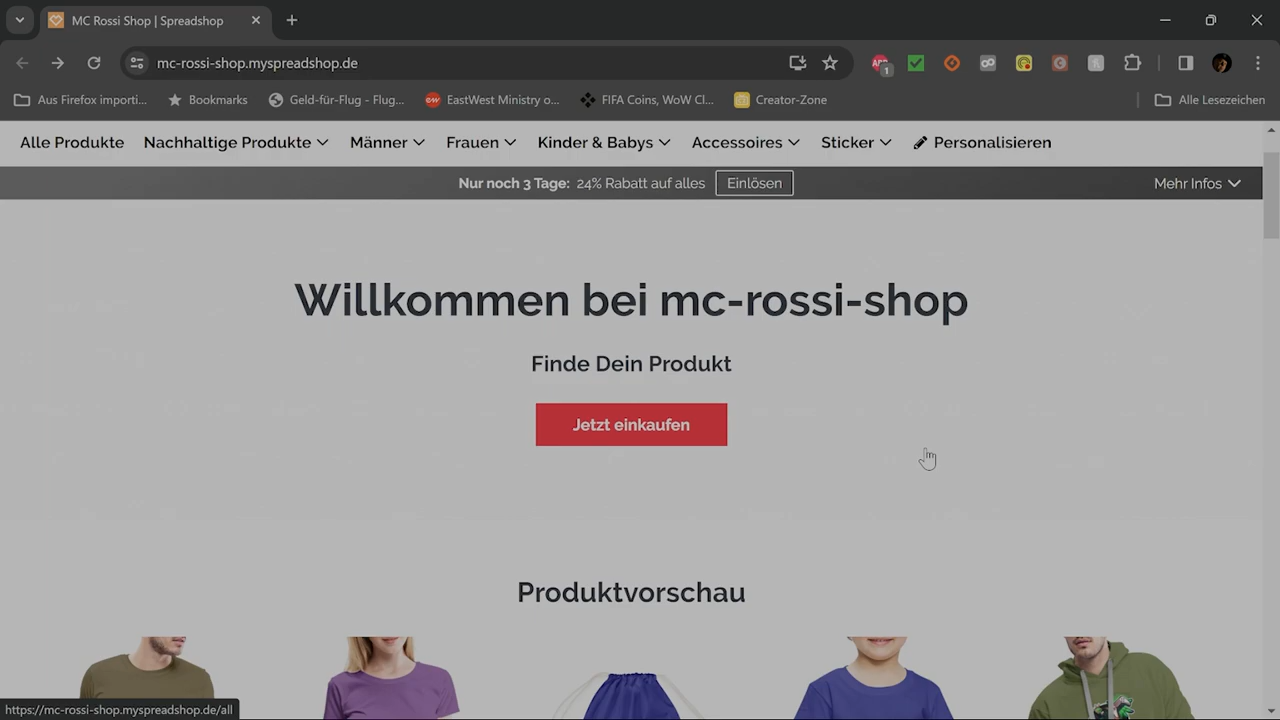 MC Rossi Shop | Spreadshop
mc-rossi-shop.myspreadshop.de
1
Aus Firefox importi...
Bookmarks
Geld-für-Flug - Flug...
EastWest Ministry o...
FIFA Coins, WoW Cl...
Creator-Zone
Alle Lesezeichen
Alle Produkte
Nachhaltige Produkte
Männer
Frauen
Kinder & Babys
Accessoires
Sticker
Personalisieren
Nur noch 3 Tage: 24% Rabatt auf alles
Einlösen
Mehr Infos
Willkommen bei mc-rossi-shop
Finde Dein Produkt
Jetzt einkaufen
Produktvorschau
https://mc-rossi-shop.myspreadshop.de/all